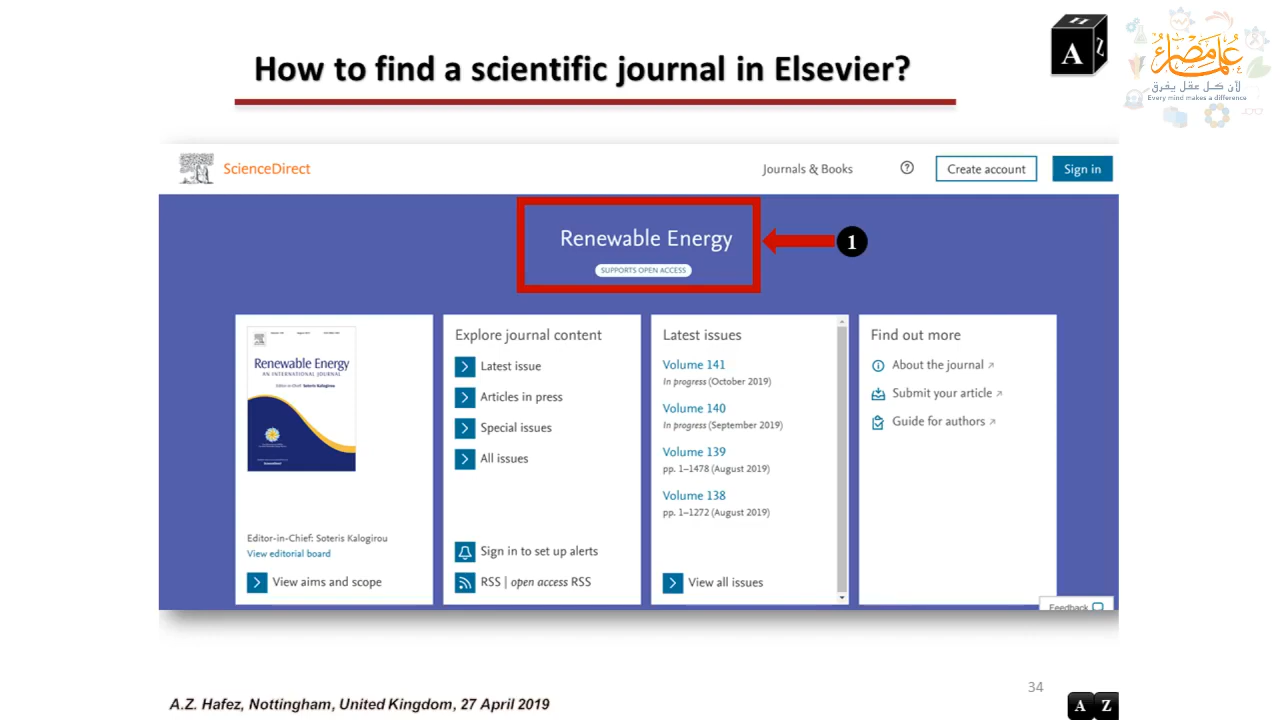 How to find a scientific journal in Elsevier?
H
A
Z
علماء مصر
لأن كل عقل يفرق
Every mind makes a difference
ScienceDirect
Journals & Books
?
Create account
Sign in
Renewable Energy
SUPPORTS OPEN ACCESS
1
Renewable Energy
AN INTERNATIONAL JOURNAL
Editor-in-Chief: Soteris Kalogirou
Editor-in-Chief: Soteris Kalogirou
View editorial board
View aims and scope
Explore journal content
Latest issue
Articles in press
Special issues
All issues
Sign in to set up alerts
RSS | open access RSS
Latest issues
Volume 141
In progress (October 2019)
Volume 140
In progress (September 2019)
Volume 139
pp. 1–1478 (August 2019)
Volume 138
pp. 1–1272 (August 2019)
View all issues
Find out more
About the journal
Submit your article
Guide for authors
Feedback
A.Z. Hafez, Nottingham, United Kingdom, 27 April 2019
34
A Z